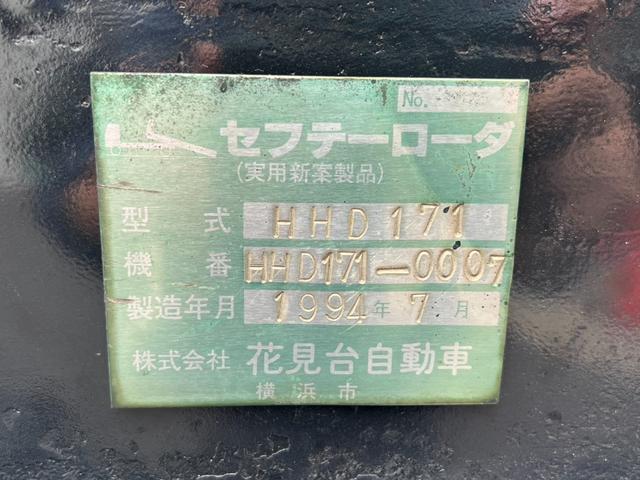 No.
セフテーローダ
(実用新案製品)
型式 HHD171
機番 HHD171-0007
製造年月 1994年7月
株式会社 花見台自動車
横浜市